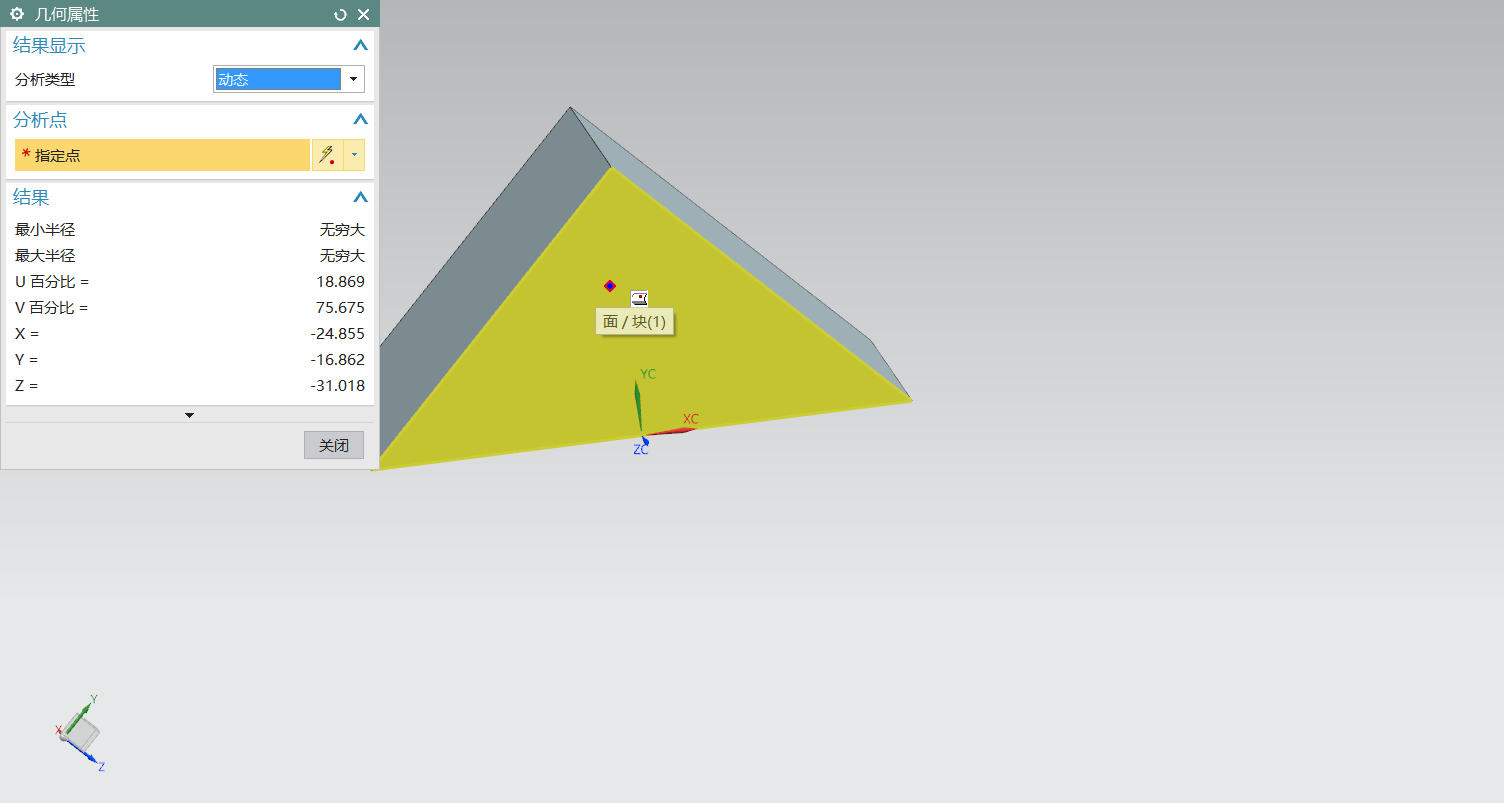 几何属性
结果显示
分析类型 动态
分析点
* 指定点
结果
最小半径 无穷大
最大半径 无穷大
U 百分比 = 18.869
V 百分比 = 75.675
X = -24.855
Y = -16.862
Z = -31.018
关闭
面 / 块(1)
YC
XC
ZC
Y
X
Z